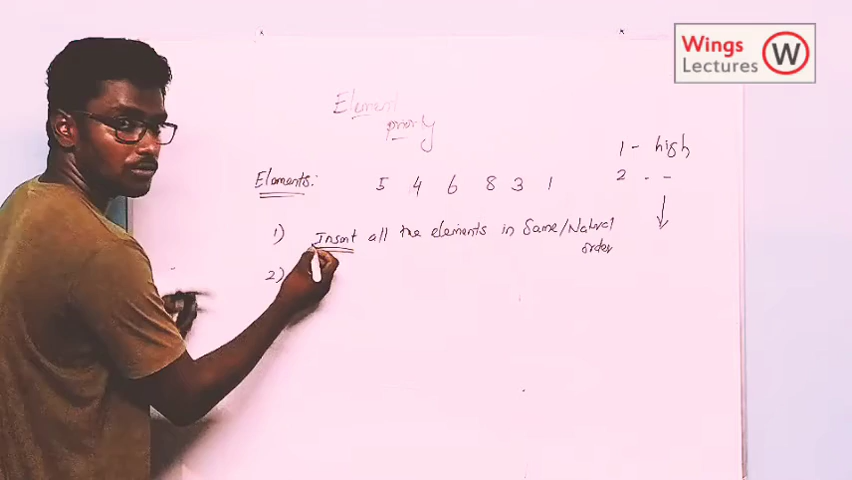 Wings
Lectures
W
Element
priority
1 - high
2 - -
Elements: 5 4 6 8 3 1
1) Insert all the elements in Same/Natural
order
2)